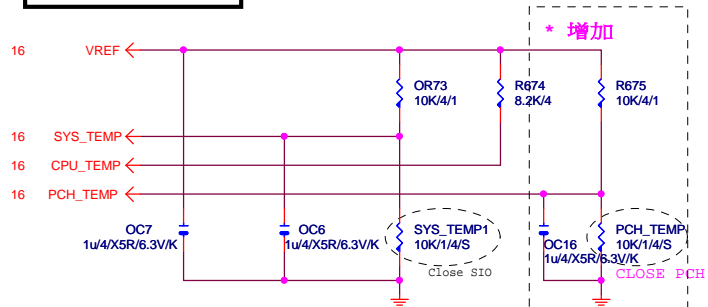 * 增加
16 VREF
OR73
10K/4/1
R674
8.2K/4
R675
10K/4/1
16 SYS_TEMP
16 CPU_TEMP
16 PCH_TEMP
OC7
1u/4/X5R/6.3V/K
OC6
1u/4/X5R/6.3V/K
SYS_TEMP1
10K/1/4/S
Close SIO
OC16
1u/4/X5R/6.3V/K
PCH_TEMP
10K/1/4/S
CLOSE PCH